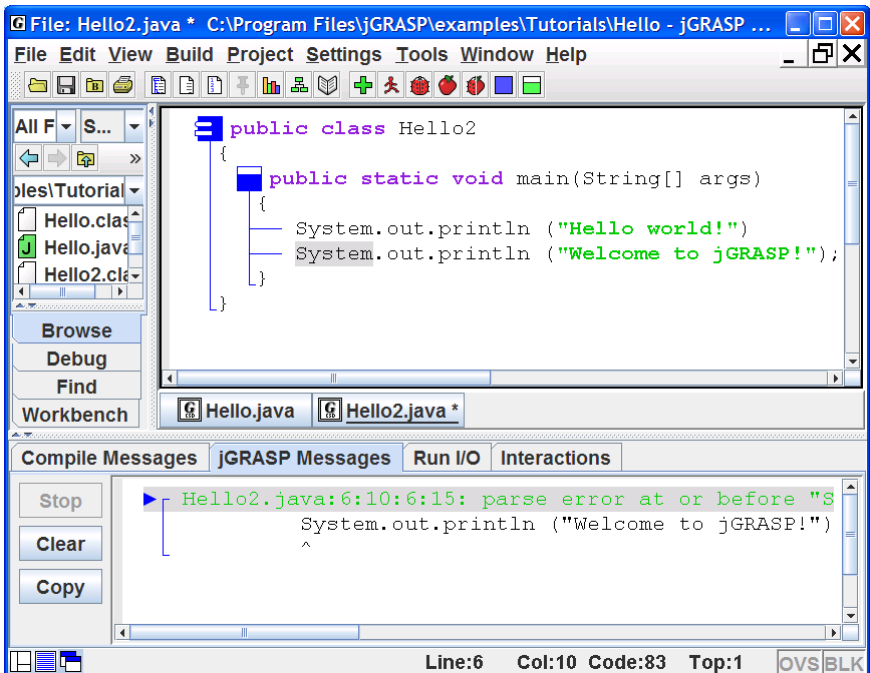 File: Hello2.java * C:\Program Files\jGRASP\examples\Tutorials\Hello - jGRASP ...
File Edit View Build Project Settings Tools Window Help
All F S...
»
ples\Tutorial
Hello.clas
Hello.java
Hello2.cla
Browse
Debug
Find
Workbench
public class Hello2
{
public static void main(String[] args)
{
System.out.println ("Hello world!")
System.out.println ("Welcome to jGRASP!");
}
}
Hello.java Hello2.java *
Compile Messages jGRASP Messages Run I/O Interactions
Stop
Clear
Copy
Hello2.java:6:10:6:15: parse error at or before "S
System.out.println ("Welcome to jGRASP!")
^
Line:6 Col:10 Code:83 Top:1 OVS BLK